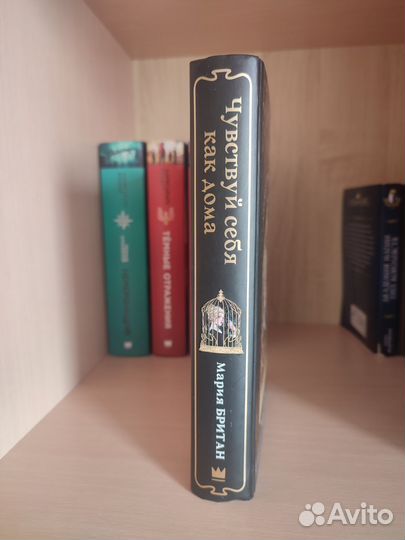 Чувствуй себя
как дома
Мария БРИТАН
ТЁМНЫЕ ОТРАЖЕНИЯ
Avito